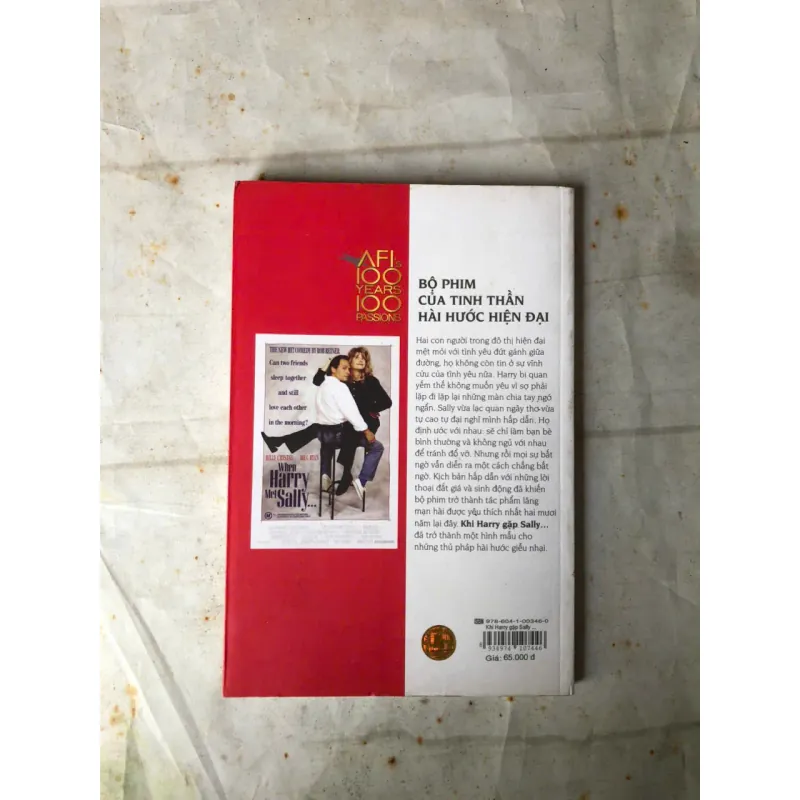 AFI's
100
YEARS
100
PASSIONS
THE NEW HIT COMEDY BY ROB REINER
Can two friends
sleep together
and still
love each other
in the morning?
BILLY CRYSTAL MEG RYAN
When
Harry
Met
Sally...
BỘ PHIM
CỦA TINH THẦN
HÀI HƯỚC HIỆN ĐẠI
Hai con người trong đô thị hiện đại
mệt mỏi với tình yêu đứt gánh giữa
đường, họ không còn tin ở sự vĩnh
cửu của tình yêu nữa. Harry bi quan
yếm thế không muốn yêu vì sợ phải
lặp đi lặp lại những màn chia tay ngớ
ngẩn. Sally vừa lạc quan ngây thơ vừa
tự cao tự đại nghĩ mình hấp dẫn. Họ
định ước với nhau: sẽ chỉ làm bạn bè
bình thường và không ngủ với nhau
để tránh đổ vỡ. Nhưng rồi mọi sự bất
ngờ vẫn diễn ra một cách chẳng bất
ngờ. Kịch bản hấp dẫn với những lời
thoại đắt giá và sinh động đã khiến
bộ phim trở thành tác phẩm lãng
mạn hài được yêu thích nhất hai mươi
năm lại đây. Khi Harry gặp Sally...
đã trở thành một hình mẫu cho
những thủ pháp hài hước giễu nhại.
ISBN 978-604-1-00346-0
Khi Harry gặp Sally ...
8 934974 107446
Giá: 65.000 đ